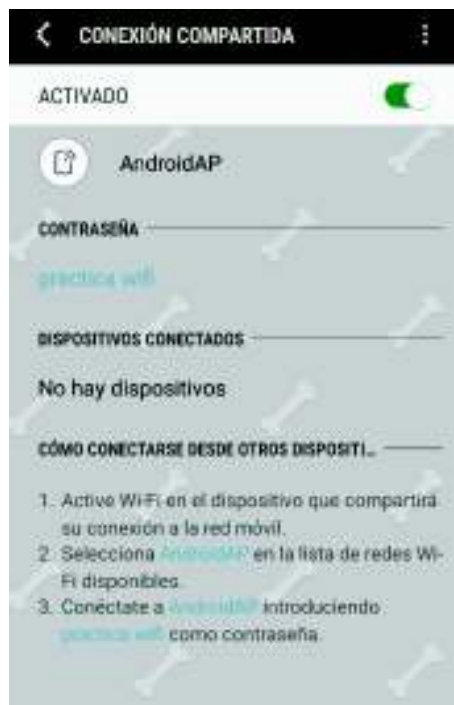 CONEXIÓN COMPARTIDA
ACTIVADO
AndroidAP
CONTRASEÑA
practica wifi
DISPOSITIVOS CONECTADOS
No hay dispositivos
CÓMO CONECTARSE DESDE OTROS DISPOSITI...
1. Active Wi-Fi en el dispositivo que compartirá
su conexión a la red móvil.
2. Selecciona AndroidAP en la lista de redes Wi-
Fi disponibles.
3. Conéctate a AndroidAP introduciendo
practica wifi como contraseña.